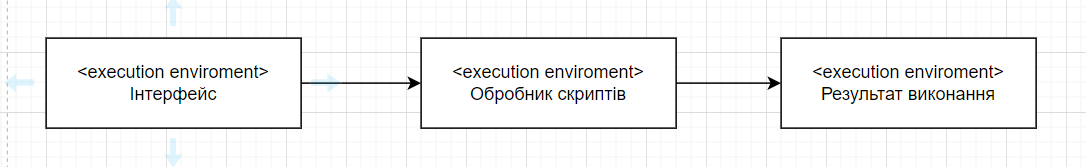 <execution enviroment>
Інтерфейс
<execution enviroment>
Обробник скриптів
<execution enviroment>
Результат виконання